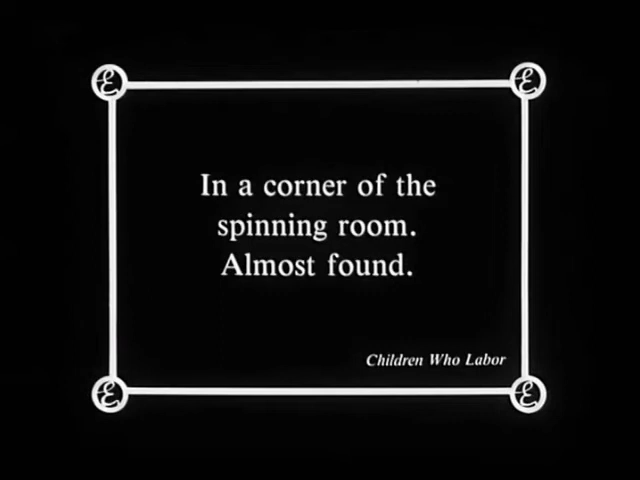 In a corner of the
spinning room.
Almost found.
Children Who Labor